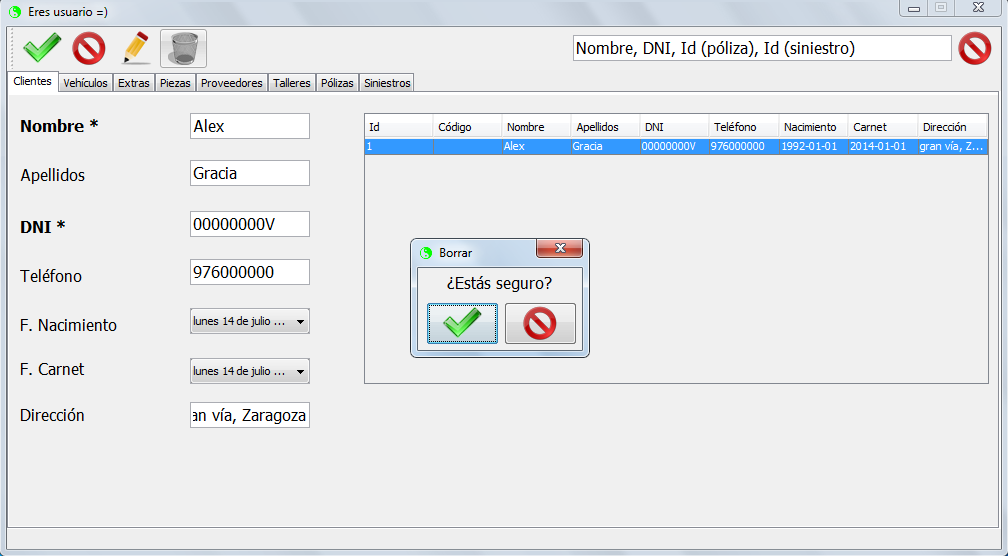 Eres usuario =)
Nombre, DNI, Id (póliza), Id (siniestro)
Clientes Vehículos Extras Piezas Proveedores Talleres Pólizas Siniestros
Nombre * Alex
Apellidos Gracia
DNI * 00000000V
Teléfono 976000000
F. Nacimiento lunes 14 de julio ...
F. Carnet lunes 14 de julio ...
Dirección an vía, Zaragoza
Id Código Nombre Apellidos DNI Teléfono Nacimiento Carnet Dirección
1 Alex Gracia 00000000V 976000000 1992-01-01 2014-01-01 gran vía, Z...
Borrar
¿Estás seguro?